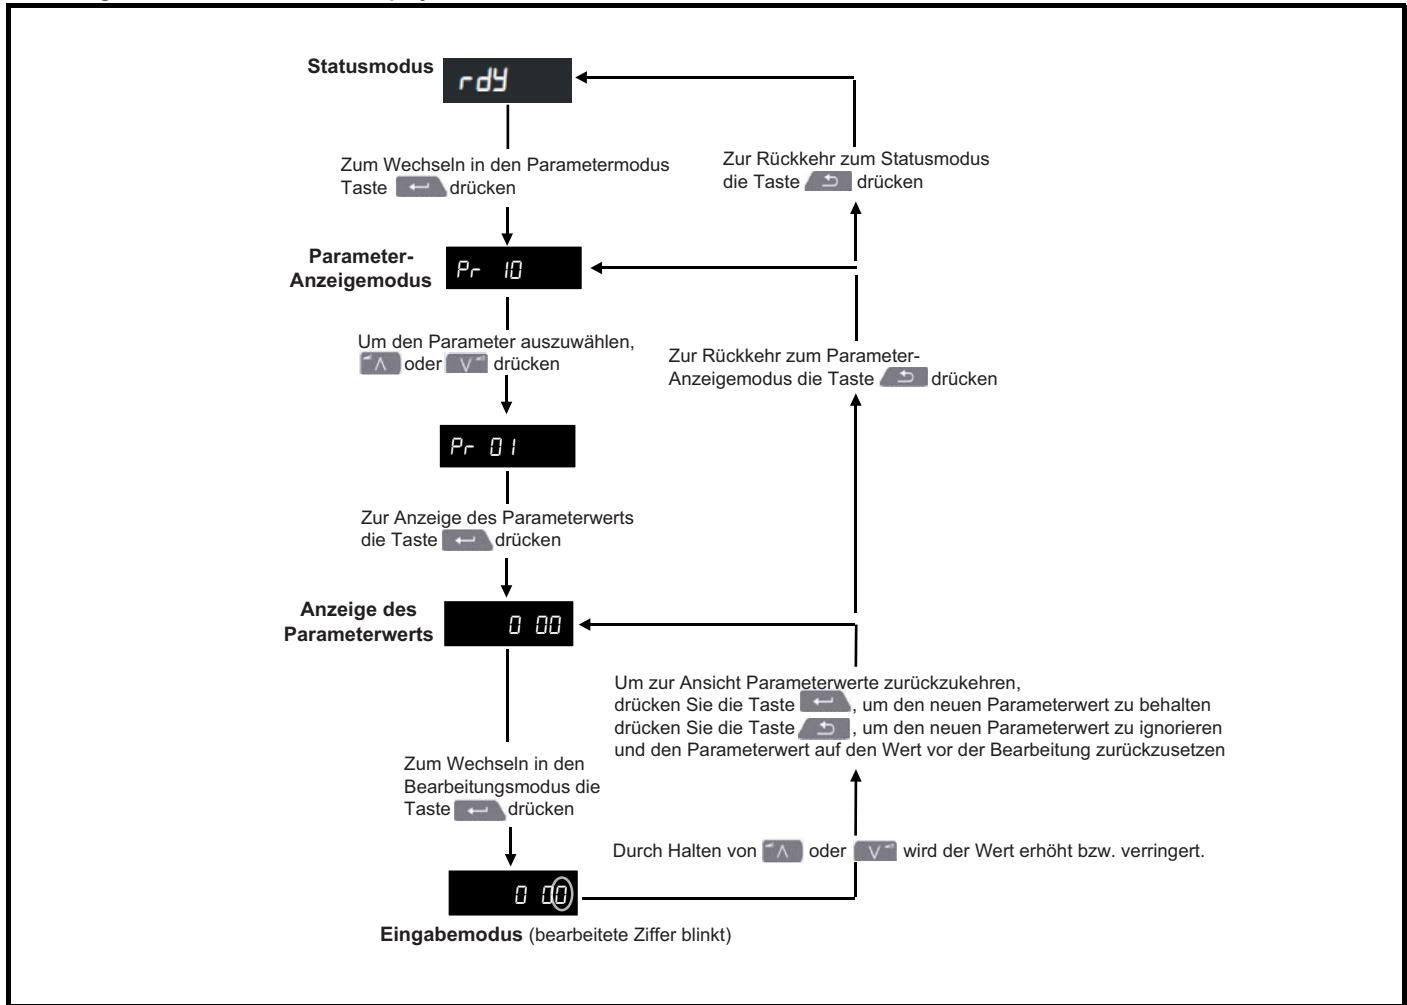 Statusmodus
rdy
Zum Wechseln in den Parametermodus
Taste drücken
Zur Rückkehr zum Statusmodus
die Taste drücken
Parameter-
Anzeigemodus
Pr 10
Um den Parameter auszuwählen,
oder drücken
Zur Rückkehr zum Parameter-
Anzeigemodus die Taste drücken
Pr 01
Zur Anzeige des Parameterwerts
die Taste drücken
Anzeige des
Parameterwerts
0 00
Um zur Ansicht Parameterwerte zurückzukehren,
drücken Sie die Taste , um den neuen Parameterwert zu behalten
drücken Sie die Taste , um den neuen Parameterwert zu ignorieren
und den Parameterwert auf den Wert vor der Bearbeitung zurückzusetzen
Zum Wechseln in den
Bearbeitungsmodus die
Taste drücken
Durch Halten von oder wird der Wert erhöht bzw. verringert.
0 00
Eingabemodus (bearbeitete Ziffer blinkt)